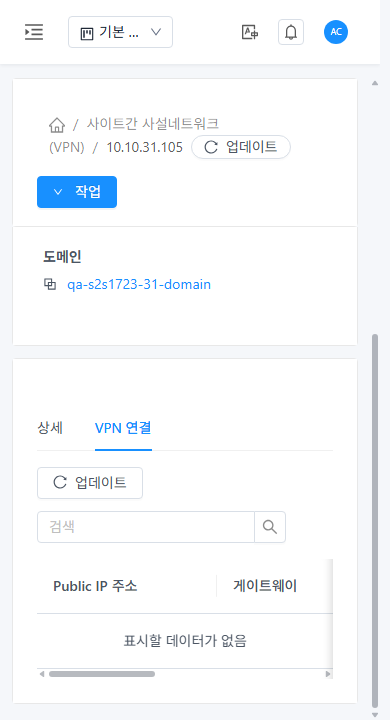 기본 ...
AC
/ 사이트간 사설네트워크
(VPN) / 10.10.31.105 업데이트
작업
도메인
qa-s2s1723-31-domain
상세 VPN 연결
업데이트
검색
Public IP 주소 게이트웨이
표시할 데이터가 없음